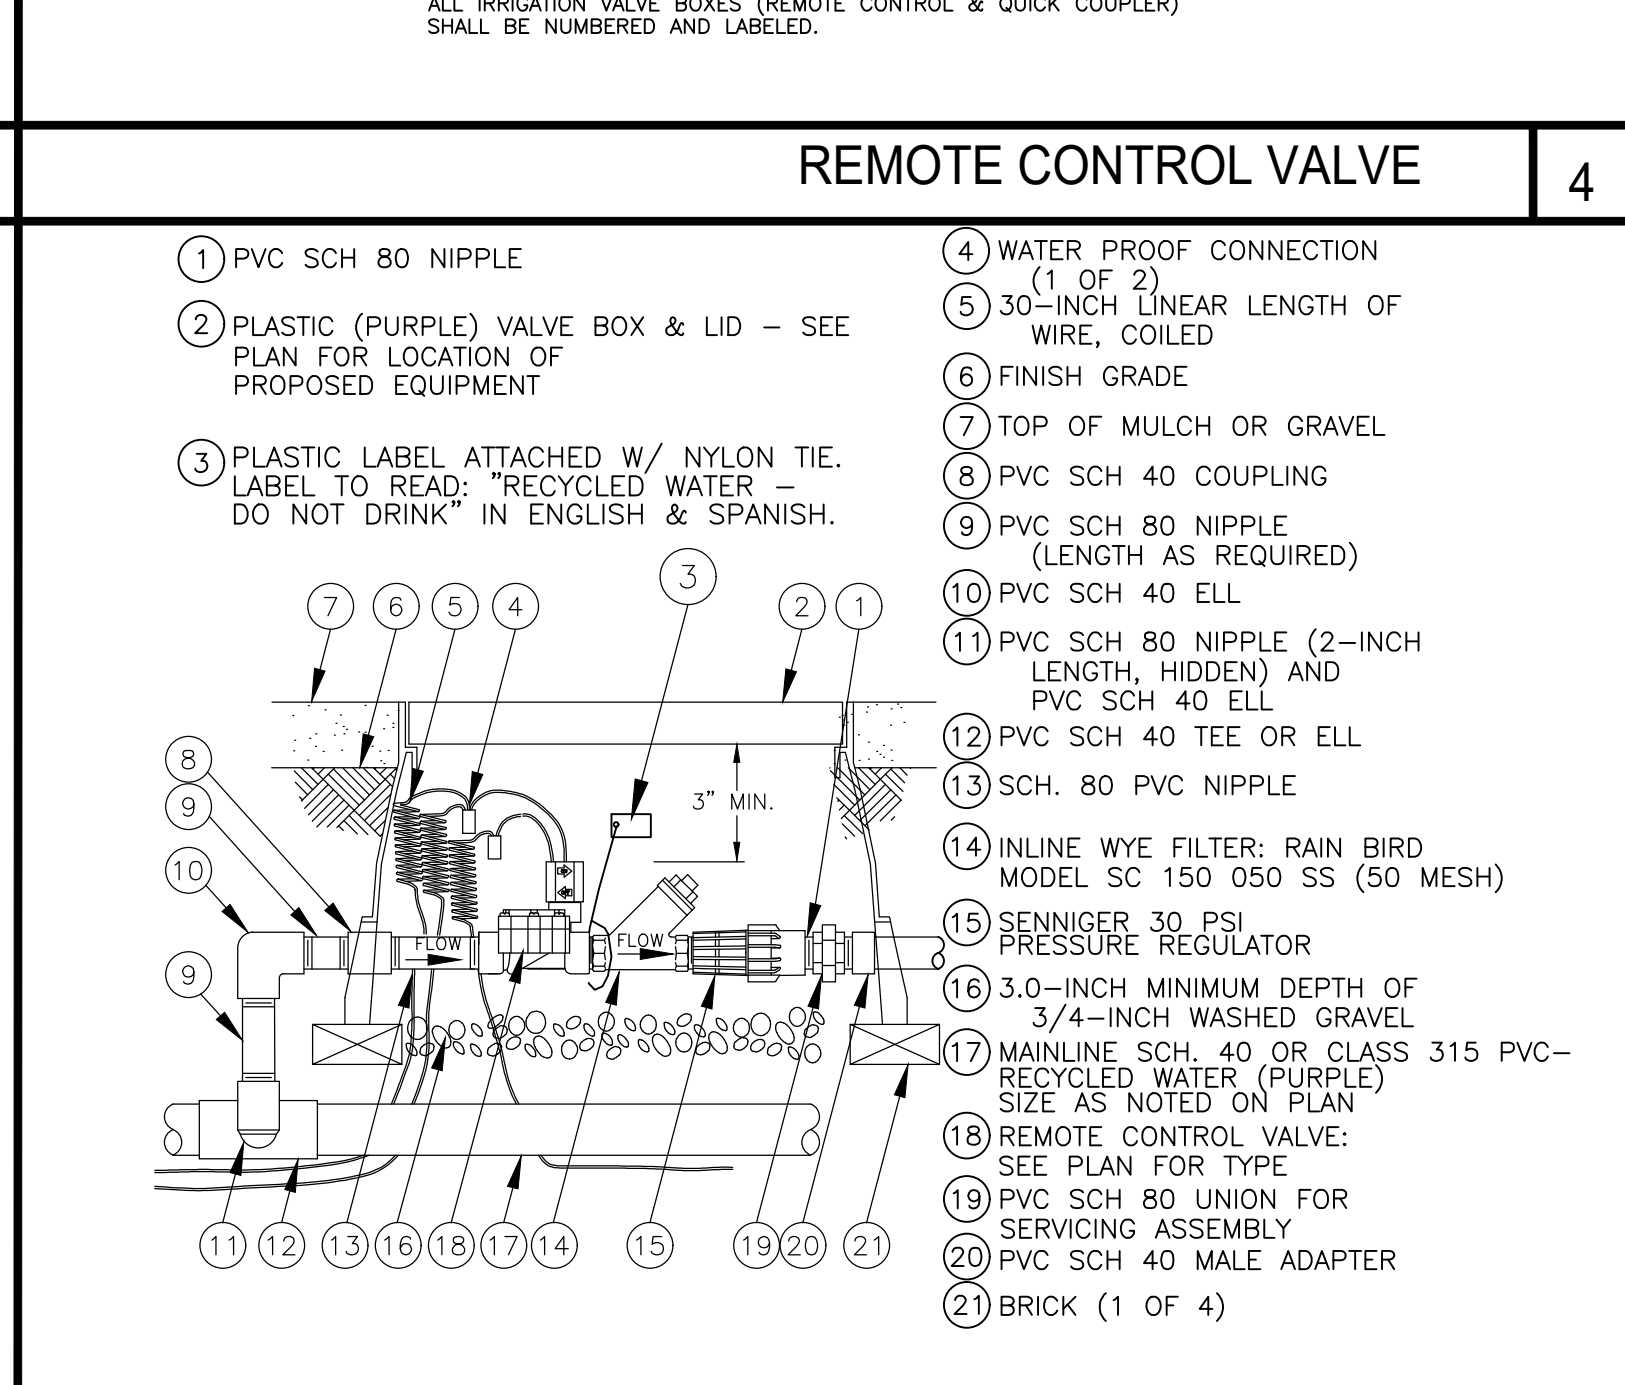 ALL IRRIGATION VALVE BOXES (REMOTE CONTROL & QUICK COUPLER)
SHALL BE NUMBERED AND LABELED.
REMOTE CONTROL VALVE
4
1 PVC SCH 80 NIPPLE
2 PLASTIC (PURPLE) VALVE BOX & LID – SEE
PLAN FOR LOCATION OF
PROPOSED EQUIPMENT
3 PLASTIC LABEL ATTACHED W/ NYLON TIE.
LABEL TO READ: "RECYCLED WATER –
DO NOT DRINK" IN ENGLISH & SPANISH.
4 WATER PROOF CONNECTION
(1 OF 2)
5 30–INCH LINEAR LENGTH OF
WIRE, COILED
6 FINISH GRADE
7 TOP OF MULCH OR GRAVEL
8 PVC SCH 40 COUPLING
9 PVC SCH 80 NIPPLE
(LENGTH AS REQUIRED)
10 PVC SCH 40 ELL
11 PVC SCH 80 NIPPLE (2–INCH
LENGTH, HIDDEN) AND
PVC SCH 40 ELL
12 PVC SCH 40 TEE OR ELL
13 SCH. 80 PVC NIPPLE
14 INLINE WYE FILTER: RAIN BIRD
MODEL SC 150 050 SS (50 MESH)
15 SENNIGER 30 PSI
PRESSURE REGULATOR
16 3.0–INCH MINIMUM DEPTH OF
3/4–INCH WASHED GRAVEL
17 MAINLINE SCH. 40 OR CLASS 315 PVC–
RECYCLED WATER (PURPLE)
SIZE AS NOTED ON PLAN
18 REMOTE CONTROL VALVE:
SEE PLAN FOR TYPE
19 PVC SCH 80 UNION FOR
SERVICING ASSEMBLY
20 PVC SCH 40 MALE ADAPTER
21 BRICK (1 OF 4)
7 6 5 4 3 2 1
8
9
10
9
3" MIN.
FLOW
FLOW
11 12 13 16 18 17 14 15 19 20 21